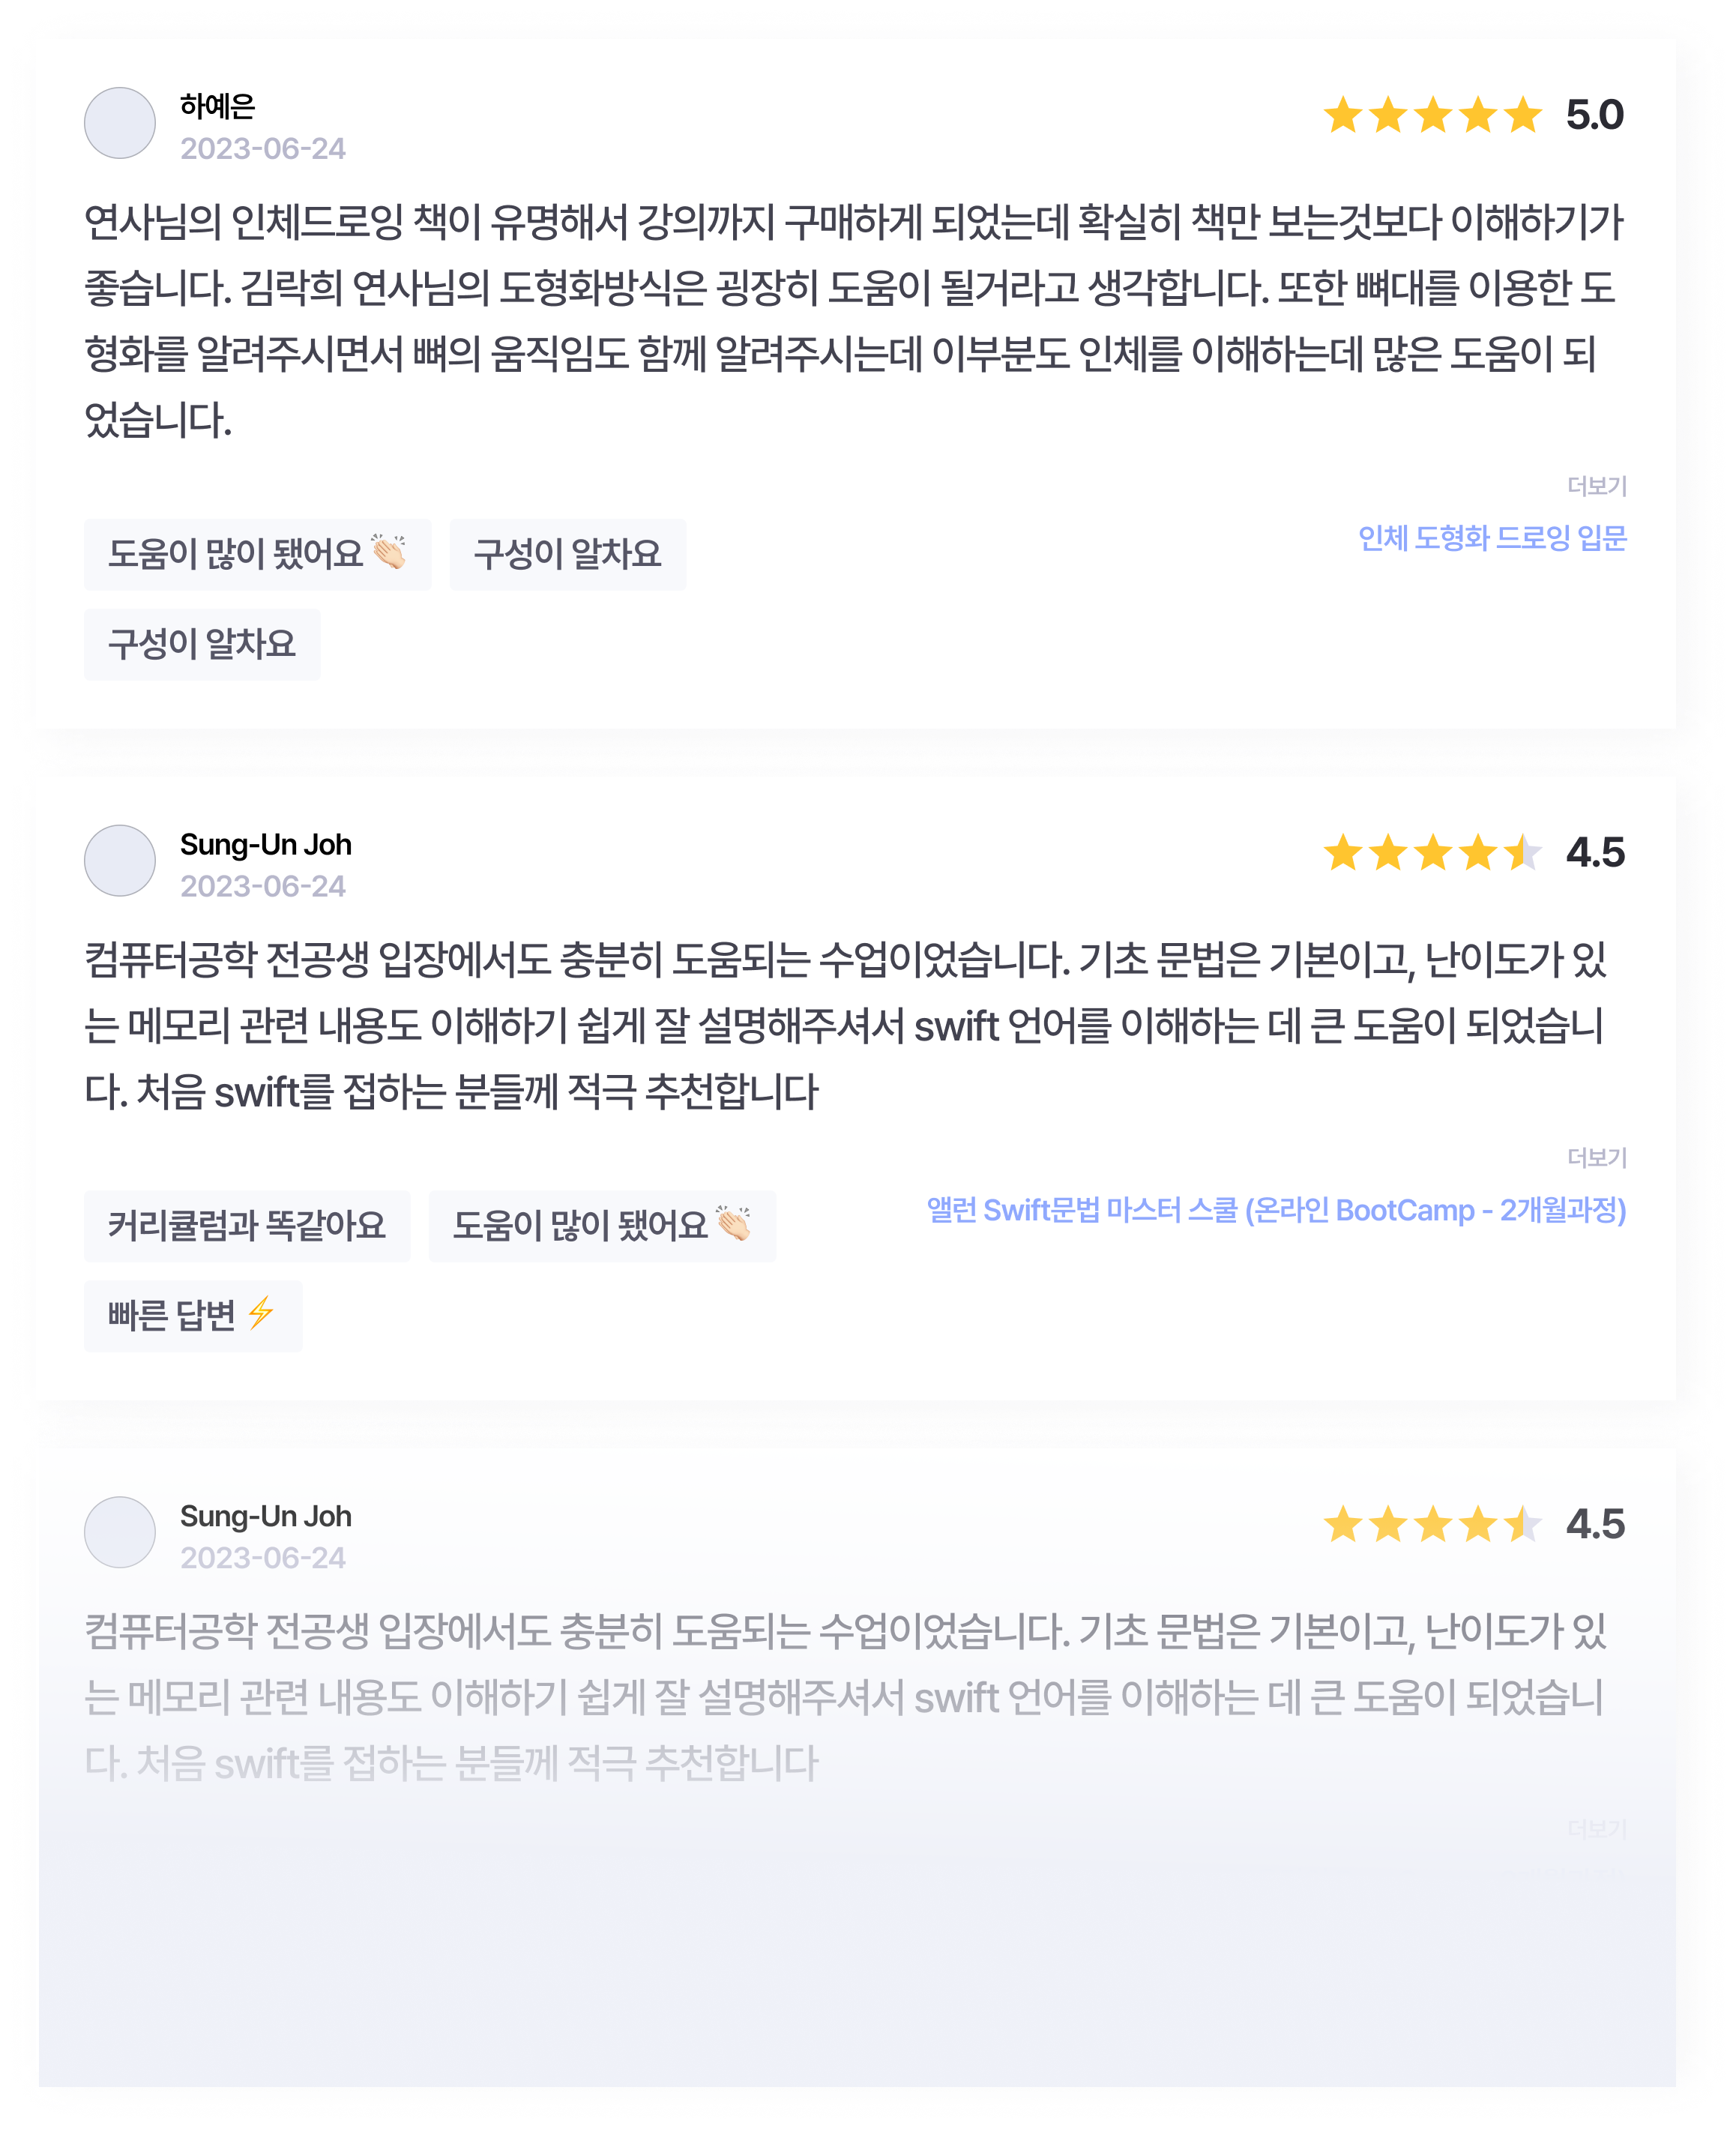 하예은
5.0
2023-06-24
연사님의 인체드로잉 책이 유명해서 강의까지 구매하게 되었는데 확실히 책만 보는것보다 이해하기가
좋습니다. 김락희 연사님의 도형화방식은 굉장히 도움이 될거라고 생각합니다. 또한 뼈대를 이용한 도
형화를 알려주시면서 뼈의 움직임도 함께 알려주시는데 이부분도 인체를 이해하는데 많은 도움이 되
었습니다.
더보기
인체 도형화 드로잉 입문
도움이 많이 됐어요👏🏻 구성이 알차요
구성이 알차요
Sung-Un Joh
4.5
2023-06-24
컴퓨터공학 전공생 입장에서도 충분히 도움되는 수업이었습니다. 기초 문법은 기본이고, 난이도가 있
는 메모리 관련 내용도 이해하기 쉽게 잘 설명해주셔서 swift 언어를 이해하는 데 큰 도움이 되었습니
다. 처음 swift를 접하는 분들께 적극 추천합니다
더보기
앨런 Swift문법 마스터 스쿨 (온라인 BootCamp - 2개월과정)
커리큘럼과 똑같아요 도움이 많이 됐어요👏🏻
빠른 답변 ⚡
Sung-Un Joh
4.5
2023-06-24
컴퓨터공학 전공생 입장에서도 충분히 도움되는 수업이었습니다. 기초 문법은 기본이고, 난이도가 있
는 메모리 관련 내용도 이해하기 쉽게 잘 설명해주셔서 swift 언어를 이해하는 데 큰 도움이 되었습니
다. 처음 swift를 접하는 분들께 적극 추천합니다
더보기